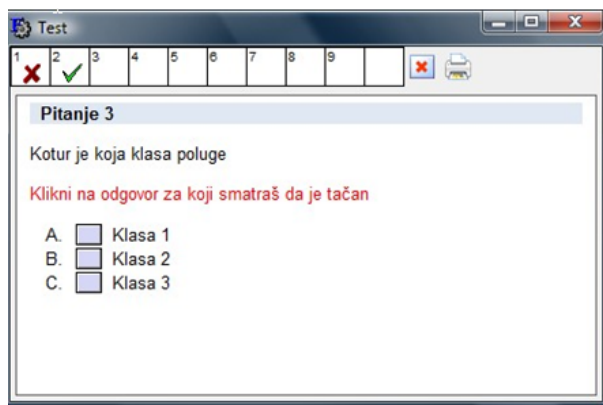 Test
1 2 3 4 5 6 7 8 9
Pitanje 3
Kotur je koja klasa poluge
Klikni na odgovor za koji smatraš da je tačan
A. Klasa 1
B. Klasa 2
C. Klasa 3